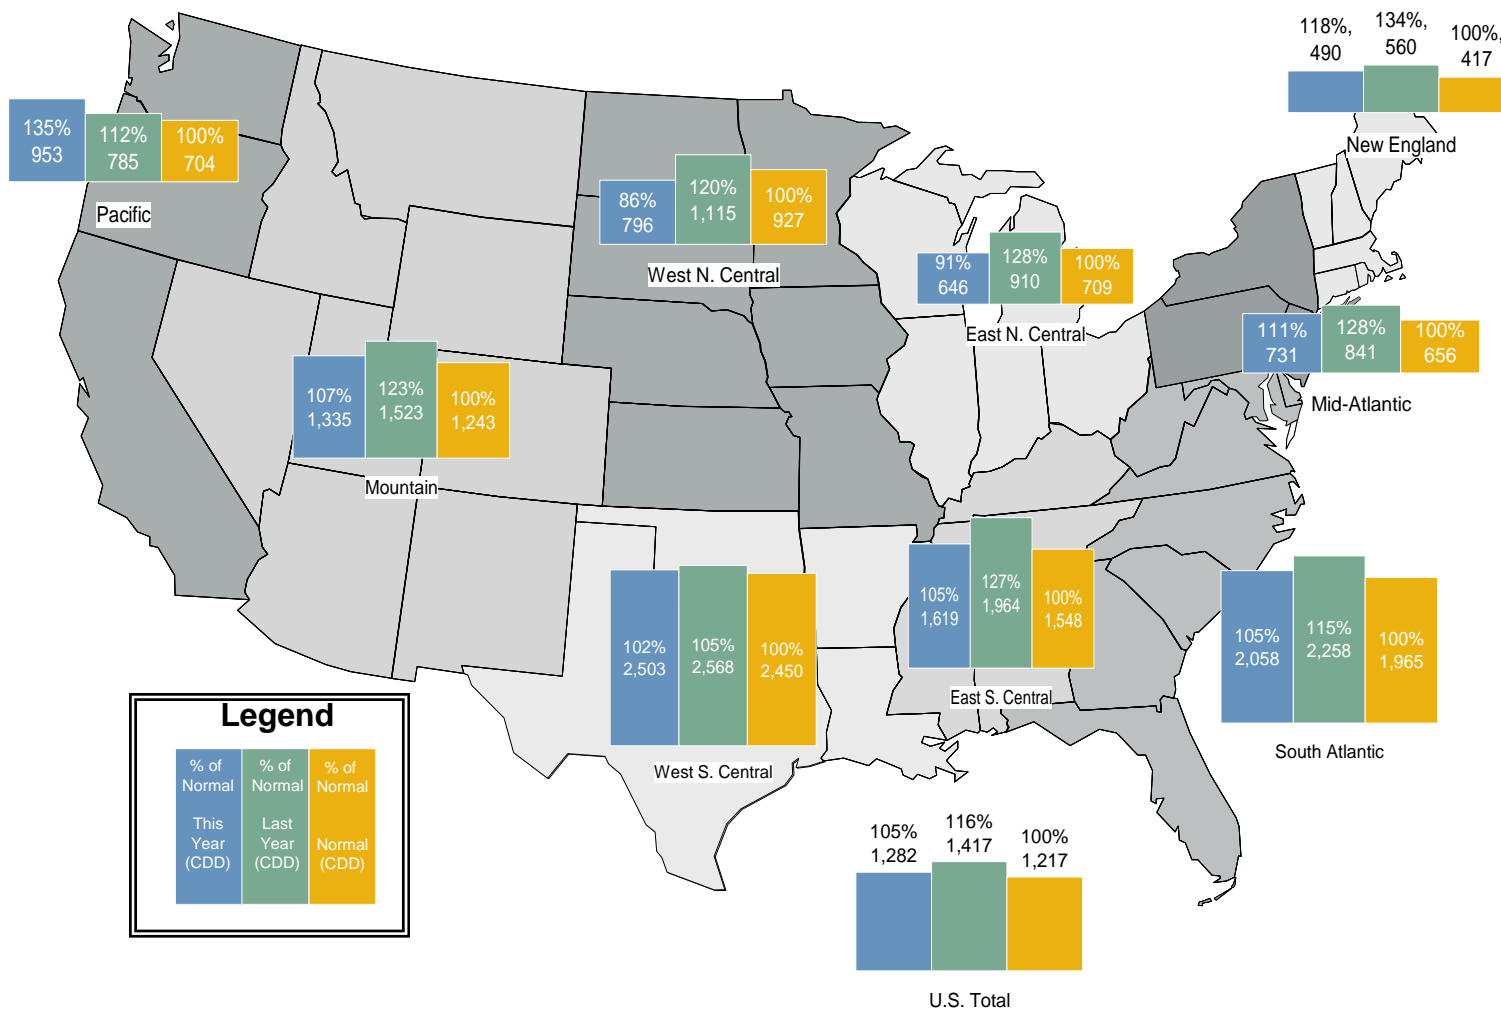 118%,
490
134%,
560
100%,
417
New England
135%
953
112%
785
100%
704
Pacific
86%
796
120%
1,115
100%
927
West N. Central
91%
646
128%
910
100%
709
East N. Central
111%
731
128%
841
100%
656
Mid-Atlantic
107%
1,335
123%
1,523
100%
1,243
Mountain
102%
2,503
105%
2,568
100%
2,450
West S. Central
105%
1,619
127%
1,964
100%
1,548
East S. Central
105%
2,058
115%
2,258
100%
1,965
South Atlantic
Legend
% of
Normal
This
Year
(CDD)
% of
Normal
Last
Year
(CDD)
% of
Normal
Normal
(CDD)
105%
1,282
116%
1,417
100%
1,217
U.S. Total